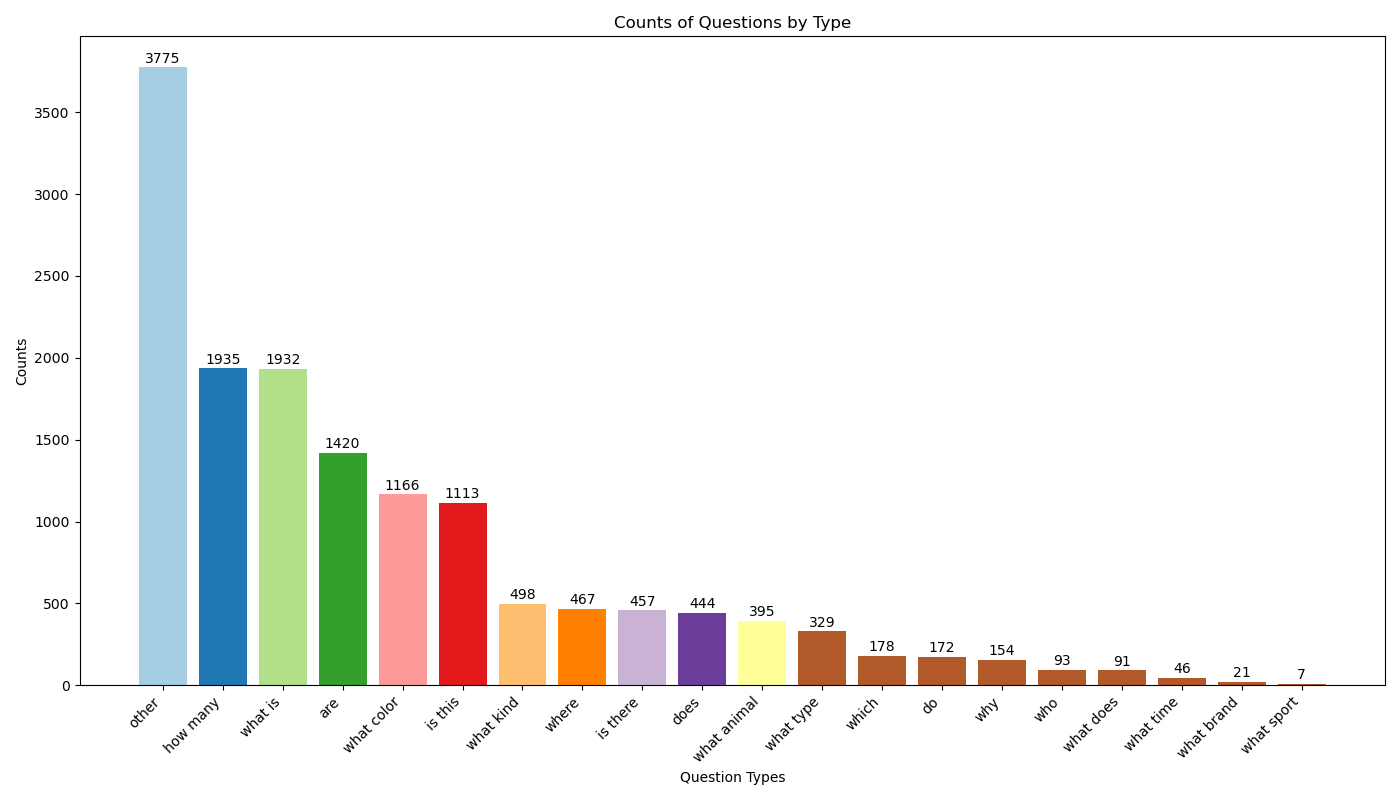 Counts of Questions by Type
3775
3500
3000
2500
2000
1935
1932
1500
1420
1166
1113
1000
500
498
467
457
444
395
329
178
172
154
93
91
46
21
7
0
Counts
other
how many
what is
are
what color
is this
what kind
where
is there
does
what animal
what type
which
do
why
who
what does
what time
what brand
what sport
Question Types